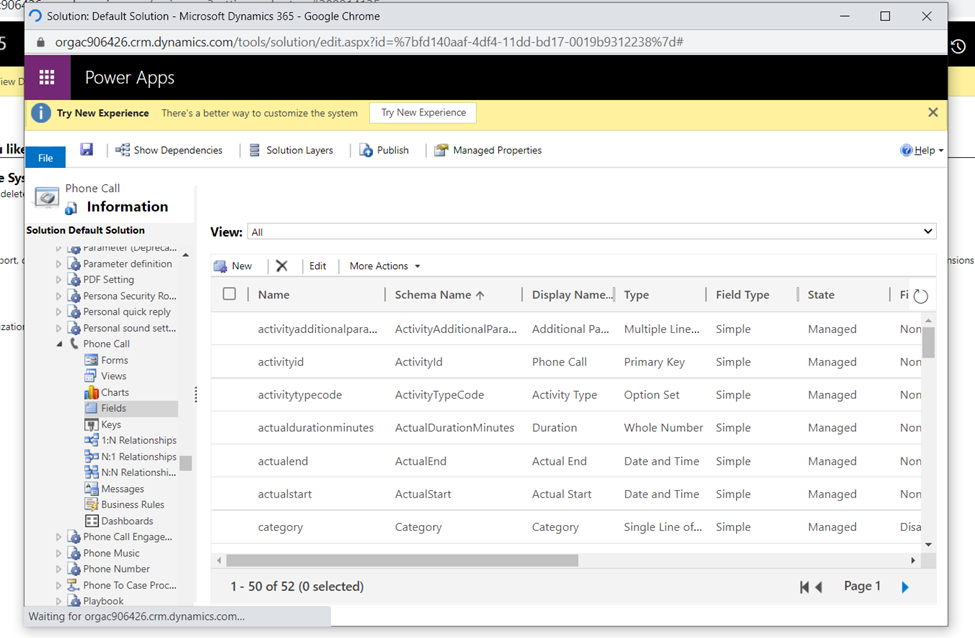 Solution: Default Solution - Microsoft Dynamics 365 - Google Chrome
orgac906426.crm.dynamics.com/tools/solution/edit.aspx?id=%7bfd140aaf-4df4-11dd-bd17-0019b9312238%7d#
Power Apps
Try New Experience There's a better way to customize the system Try New Experience
File Show Dependencies Solution Layers Publish Managed Properties Help
Phone Call
Information
Solution Default Solution
Parameter (Depreca...
Parameter definition
PDF Setting
Persona Security Ro...
Personal quick reply
Personal sound sett...
Phone Call
Forms
Views
Charts
Fields
Keys
1:N Relationships
N:1 Relationships
N:N Relationshi...
Messages
Business Rules
Dashboards
Phone Call Engage...
Phone Music
Phone Number
Phone To Case Proc...
Playbook
View: All
New Edit More Actions
Name Schema Name Display Name... Type Field Type State Fi
activityadditionalpara... ActivityAdditionalPara... Additional Pa... Multiple Line... Simple Managed Non
activityid ActivityId Phone Call Primary Key Simple Managed Non
activitytypecode ActivityTypeCode Activity Type Option Set Simple Managed Non
actualdurationminutes ActualDurationMinutes Duration Whole Number Simple Managed Non
actualend ActualEnd Actual End Date and Time Simple Managed Non
actualstart ActualStart Actual Start Date and Time Simple Managed Non
category Category Category Single Line of... Simple Managed Disa
1 - 50 of 52 (0 selected) Page 1
Waiting for orgac906426.crm.dynamics.com...